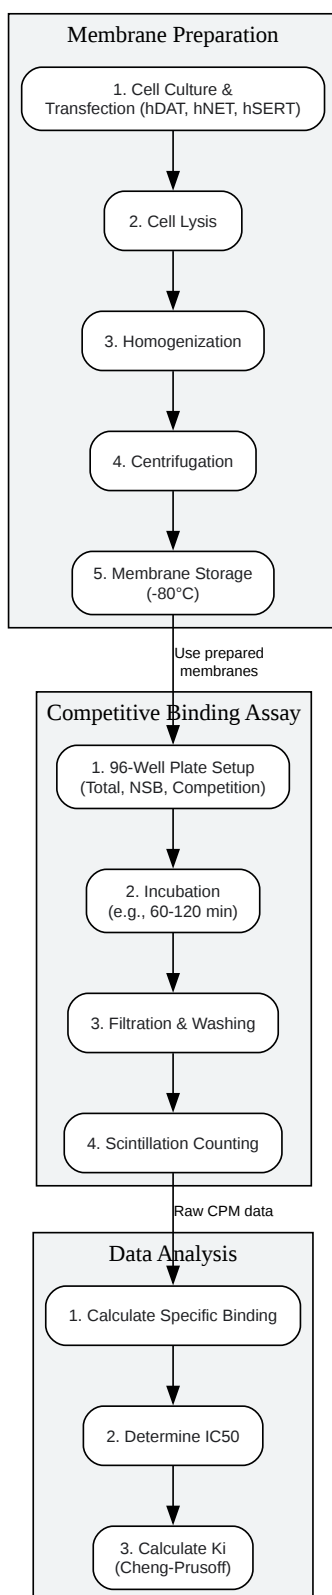 Membrane Preparation
1. Cell Culture &
Transfection (hDAT, hNET, hSERT)
2. Cell Lysis
3. Homogenization
4. Centrifugation
5. Membrane Storage
(-80°C)
Use prepared
membranes
Competitive Binding Assay
1. 96-Well Plate Setup
(Total, NSB, Competition)
2. Incubation
(e.g., 60-120 min)
3. Filtration & Washing
4. Scintillation Counting
Raw CPM data
Data Analysis
1. Calculate Specific Binding
2. Determine IC50
3. Calculate Ki
(Cheng-Prusoff)